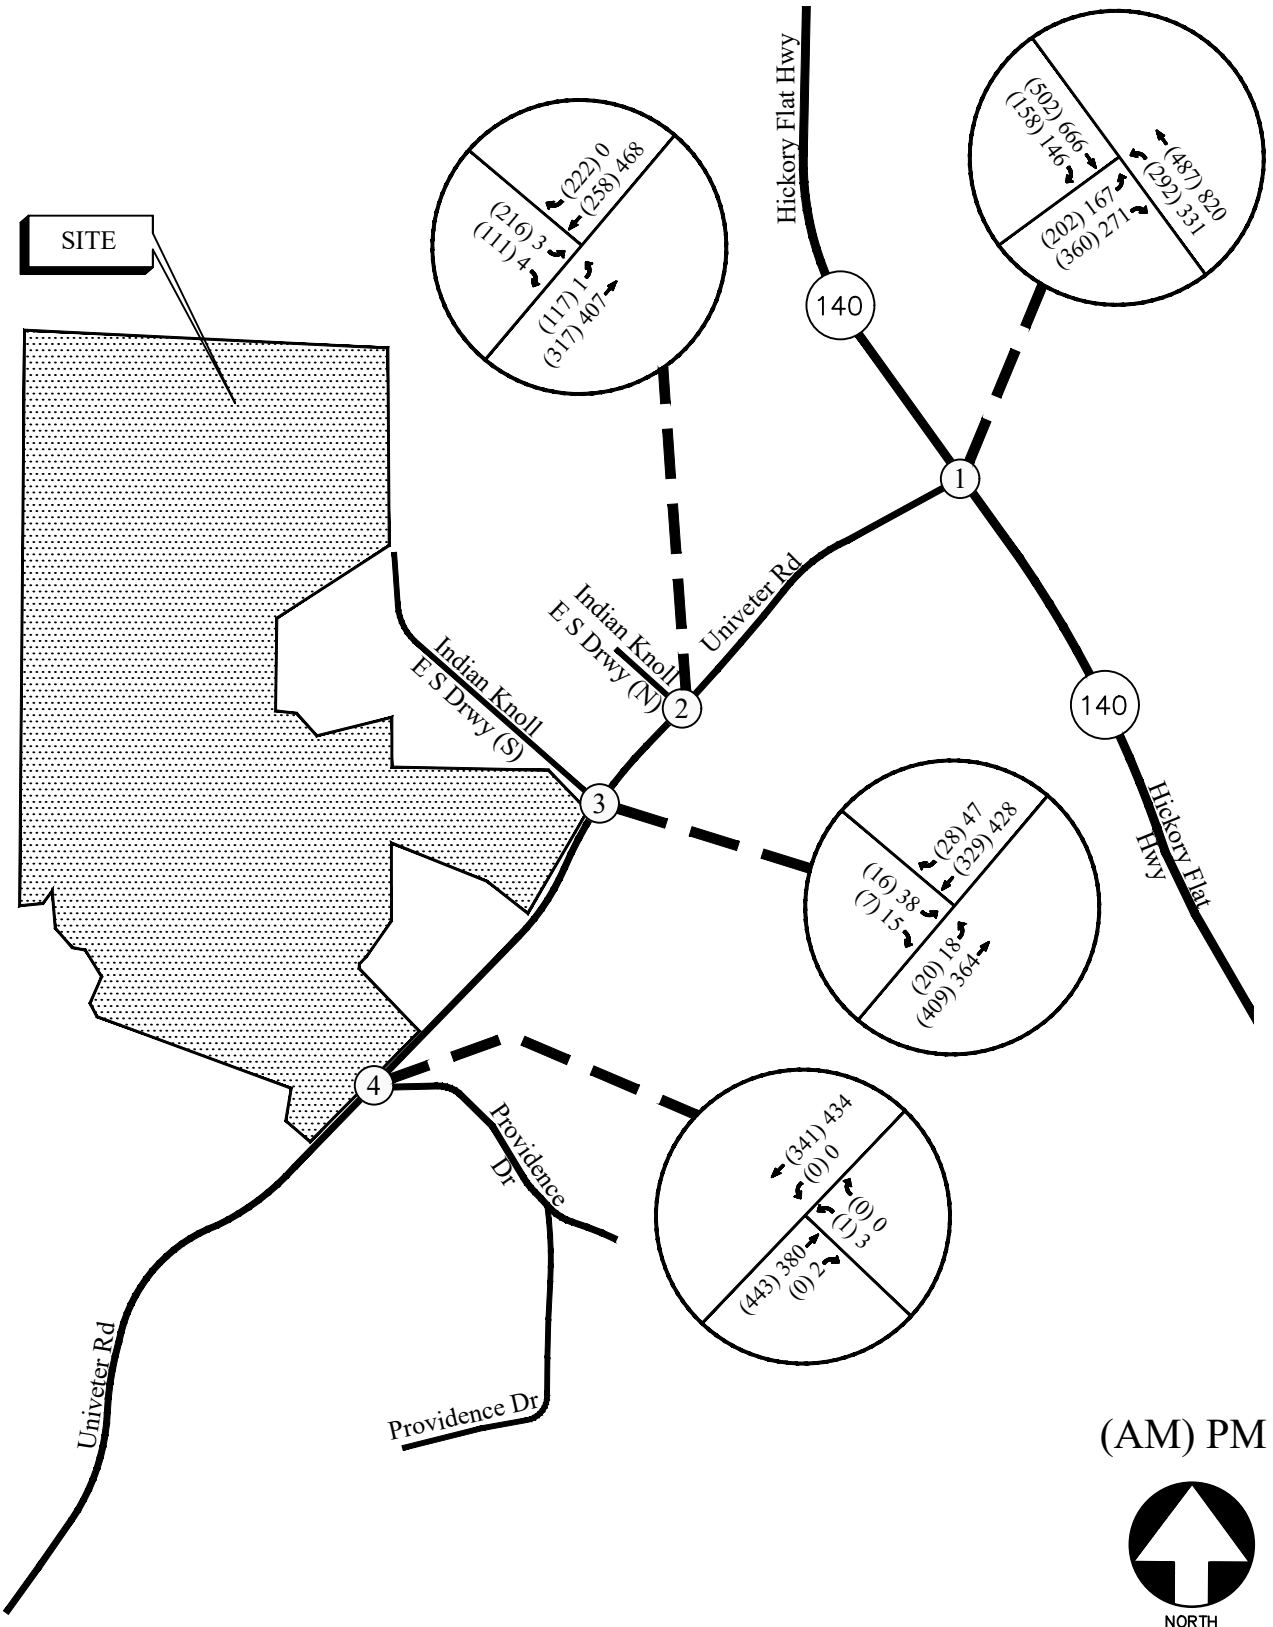 Hickory Flat Hwy
(502) 666
(158) 146
(487) 820
(292) 331
(202) 167
(360) 271
(222) 0
(258) 468
(216) 3
(111) 4
(117) 1
(317) 407
SITE
140
1
Univeter Rd
Indian Knoll
E S Drwy (N)
2
Indian Knoll
E S Drwy (S)
3
140
Hickory Flat
Hwy
(28) 47
(329) 428
(16) 38
(7) 15
(20) 18
(409) 364
4
Providence
Dr
(341) 434
(0) 0
(0) 0
(1) 3
(443) 380
(0) 2
Univeter Rd
Providence Dr
(AM) PM
NORTH